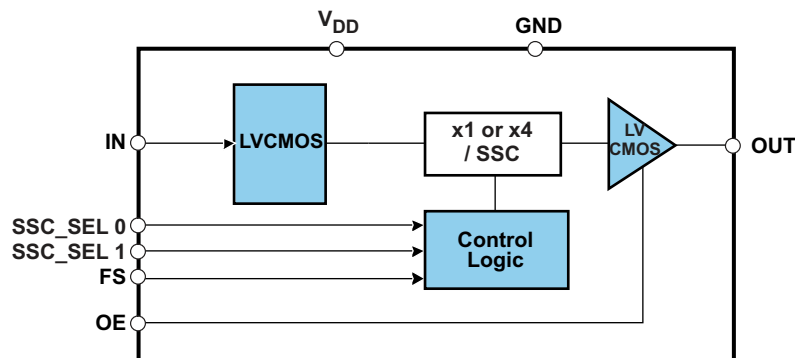 VDD
GND
IN
LVCMOS
x1 or x4
/ SSC
LV
CMOS
OUT
SSC_SEL 0
SSC_SEL 1
FS
OE
Control
Logic